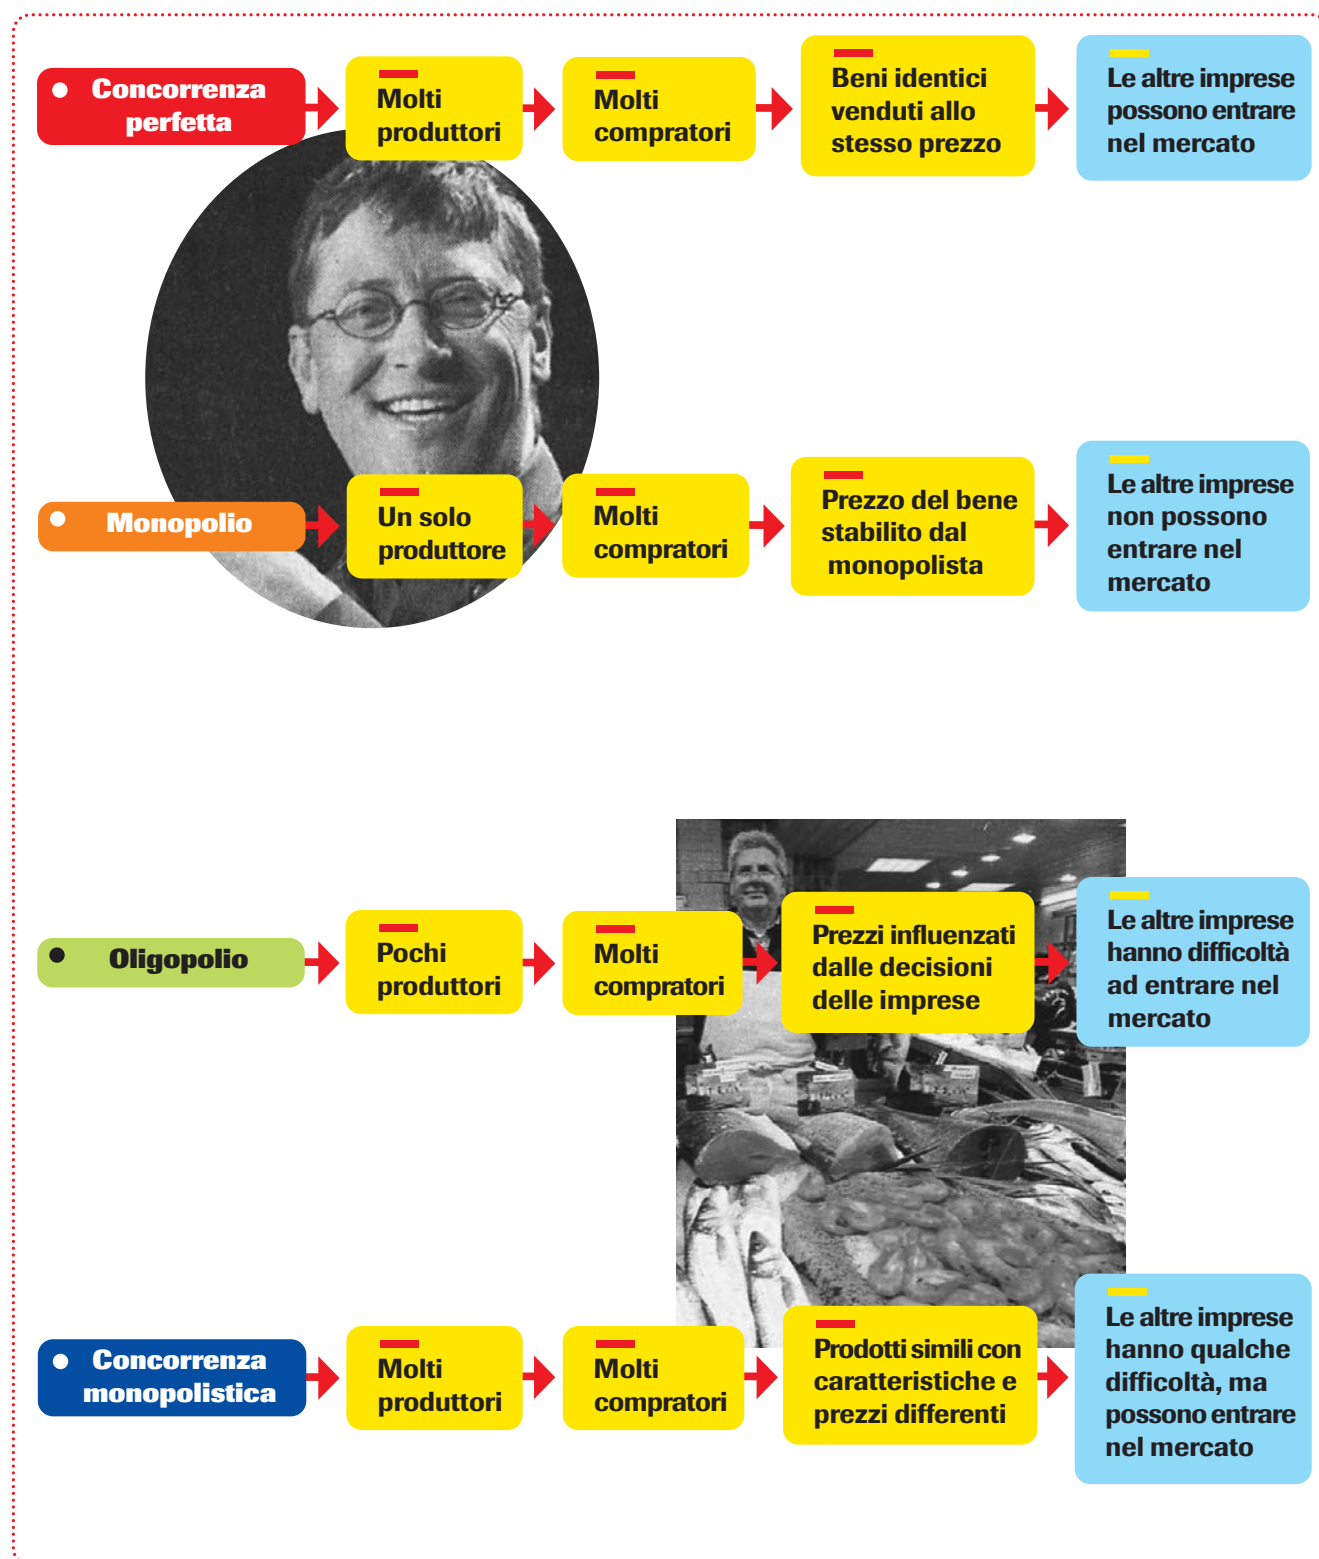 Concorrenza
perfetta
Molti
produttori
Molti
compratori
Beni identici
venduti allo
stesso prezzo
Le altre imprese
possono entrare
nel mercato
Monopolio
Un solo
produttore
Molti
compratori
Prezzo del bene
stabilito dal
monopolista
Le altre imprese
non possono
entrare nel
mercato
Oligopolio
Pochi
produttori
Molti
compratori
Prezzi influenzati
dalle decisioni
delle imprese
Le altre imprese
hanno difficoltà
ad entrare nel
mercato
Concorrenza
monopolistica
Molti
produttori
Molti
compratori
Prodotti simili con
caratteristiche e
prezzi differenti
Le altre imprese
hanno qualche
difficoltà, ma
possono entrare
nel mercato